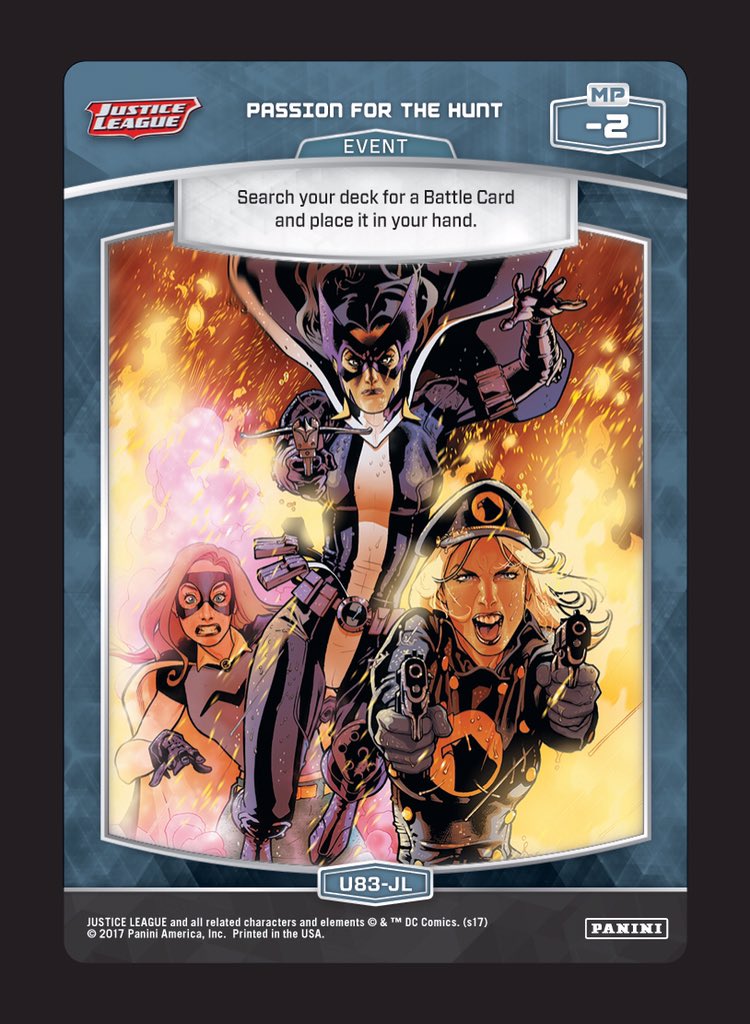 JUSTICE
LEAGUE
PASSION FOR THE HUNT
MP
-2
EVENT
Search your deck for a Battle Card
and place it in your hand.
U83-JL
JUSTICE LEAGUE and all related characters and elements © & ™ DC Comics. (s17)
© 2017 Panini America, Inc. Printed in the USA.
PANINI